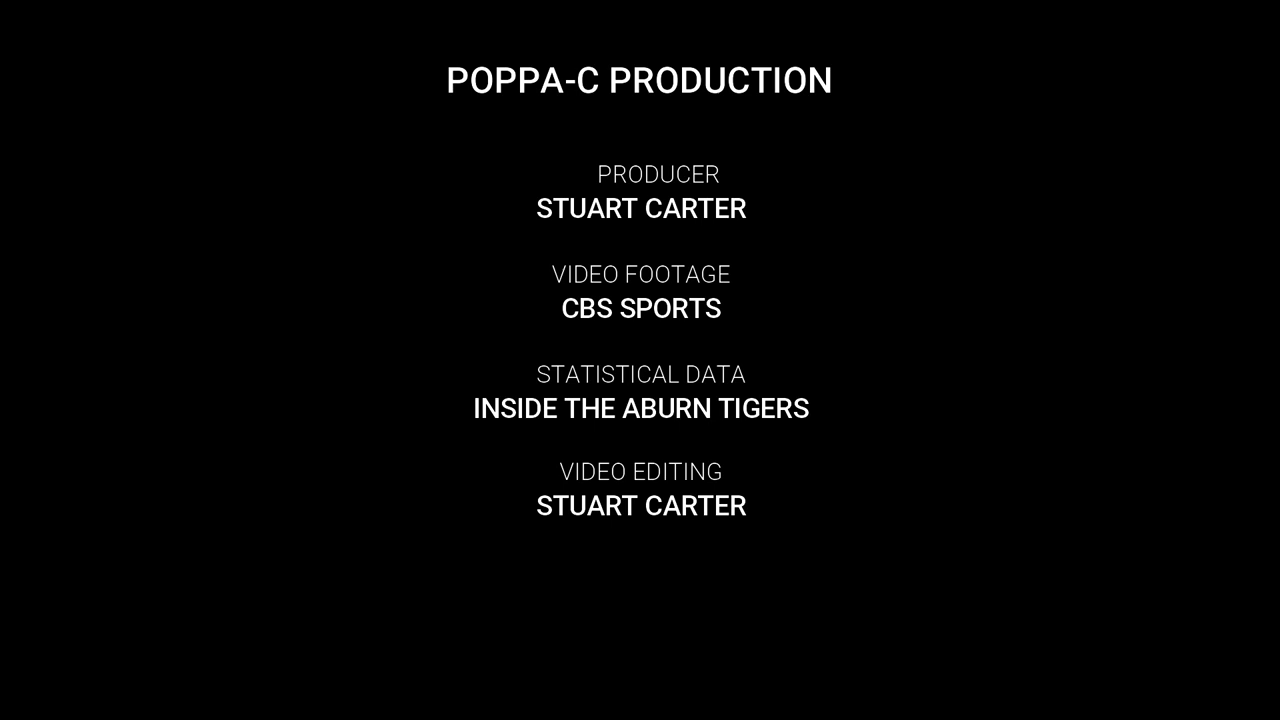 POPPA-C PRODUCTION
PRODUCER
STUART CARTER
VIDEO FOOTAGE
CBS SPORTS
STATISTICAL DATA
INSIDE THE ABURN TIGERS
VIDEO EDITING
STUART CARTER